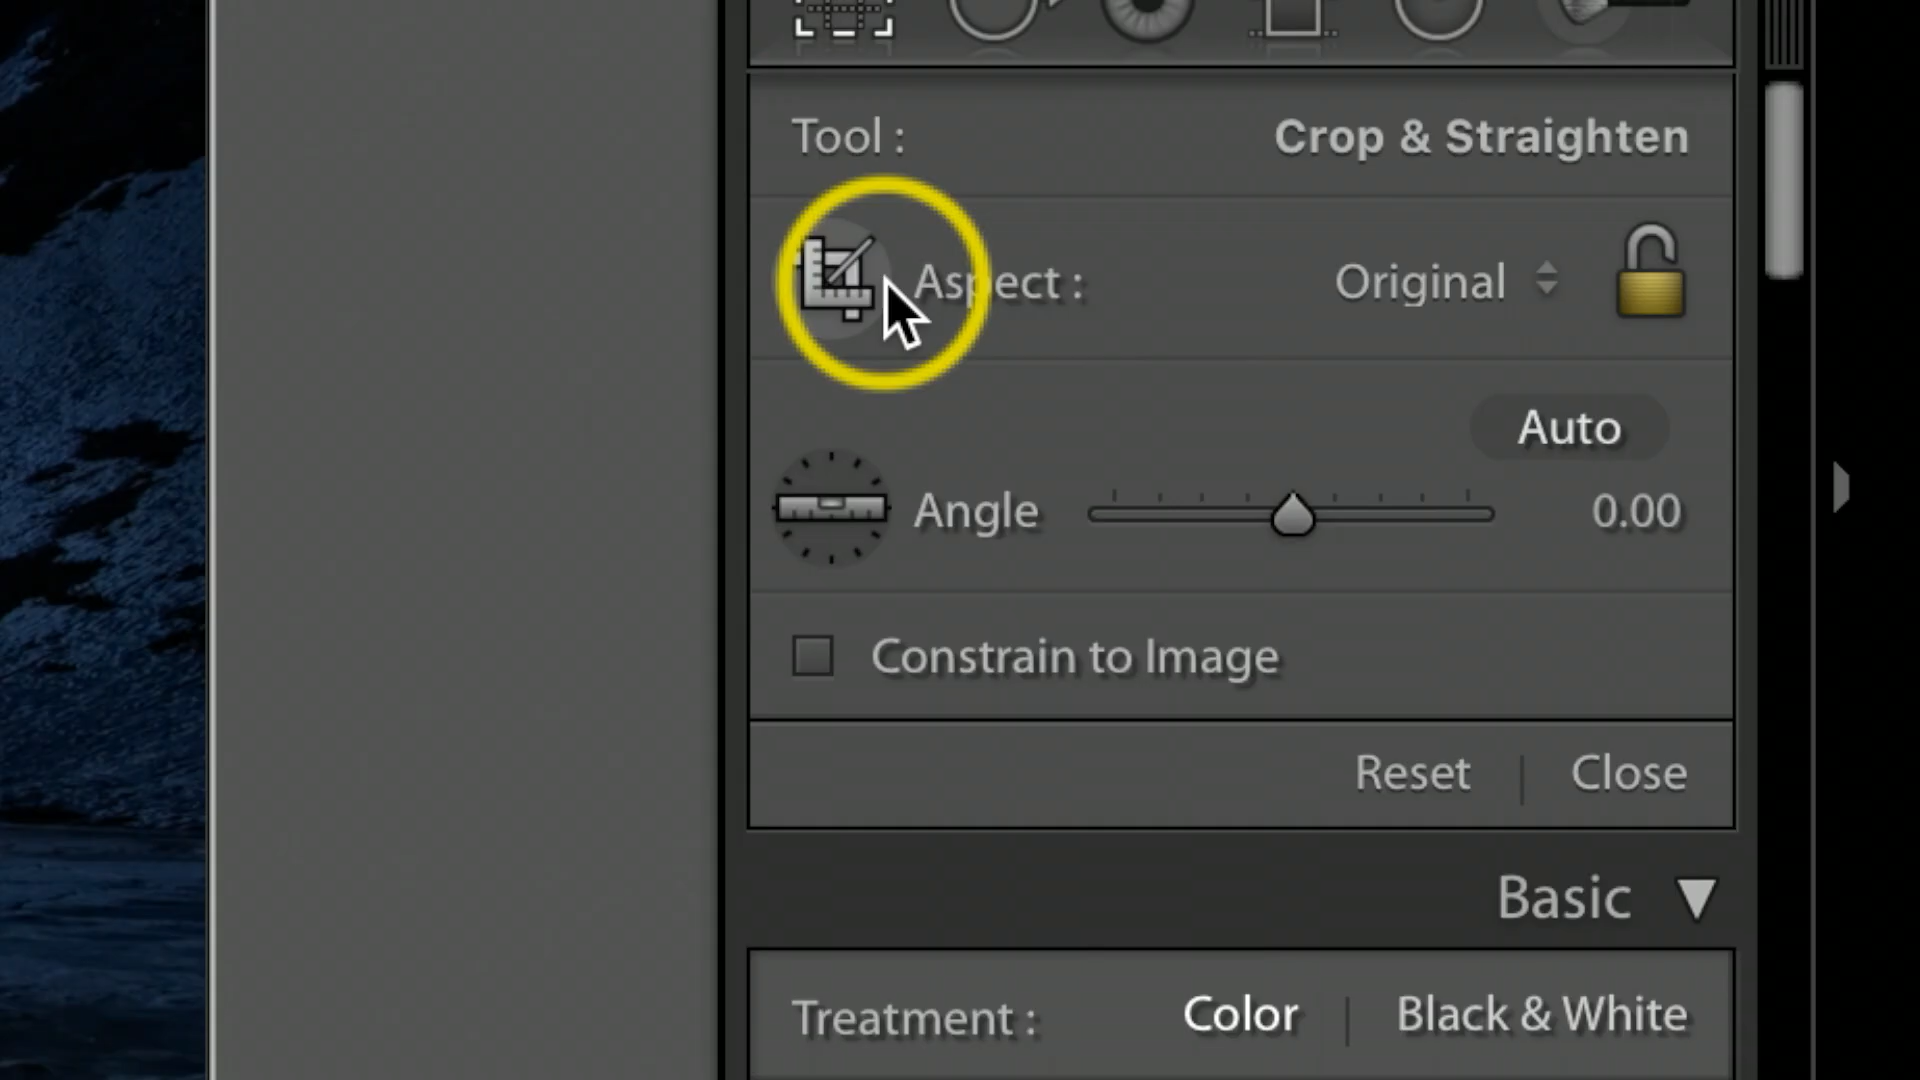 Tool : Crop & Straighten
Aspect : Original
Auto
Angle 0.00
Constrain to Image
Reset | Close
Basic
Treatment : Color | Black & White